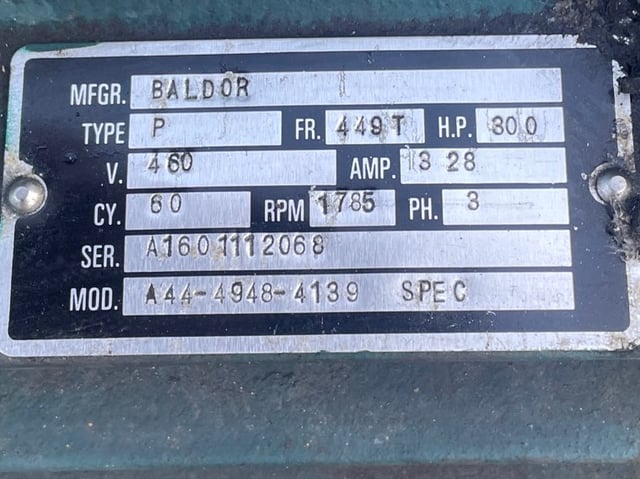 MFGR. BALDOR
TYPE P FR. 449T H.P. 300
V. 460 AMP. 328
CY. 60 RPM 1785 PH. 3
SER. A1601112068
MOD. A44-4948-4139 SPEC